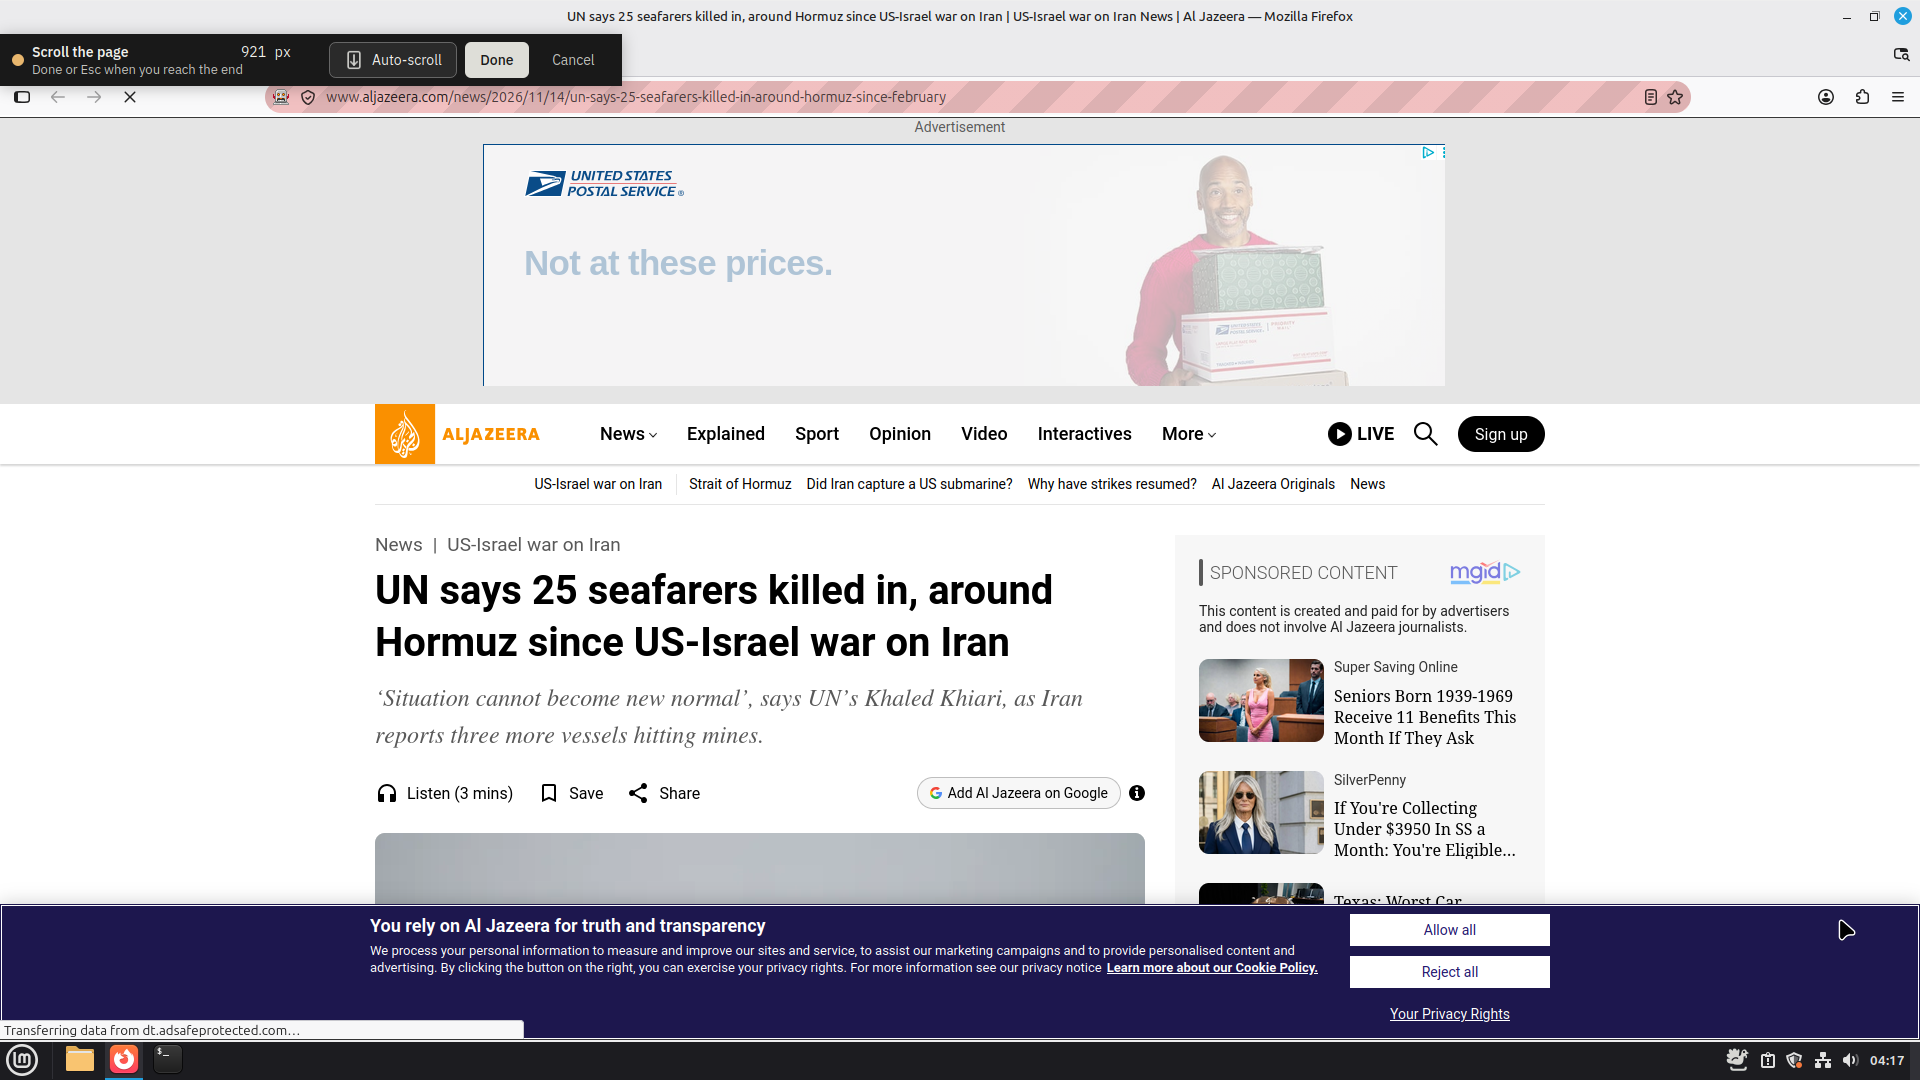 UN says 25 seafarers killed in, around Hormuz since US-Israel war on Iran | US-Israel war on Iran News | Al Jazeera — Mozilla Firefox
Scroll the page
921 px
Done or Esc when you reach the end
Auto-scroll
Done
Cancel
www.aljazeera.com/news/2026/11/14/un-says-25-seafarers-killed-in-around-hormuz-since-february
Advertisement
UNITED STATES
POSTAL SERVICE®
Not at these prices.
ALJAZEERA
News
Explained
Sport
Opinion
Video
Interactives
More
LIVE
Sign up
US-Israel war on Iran
Strait of Hormuz
Did Iran capture a US submarine?
Why have strikes resumed?
Al Jazeera Originals
News
News | US-Israel war on Iran
UN says 25 seafarers killed in, around
Hormuz since US-Israel war on Iran
‘Situation cannot become new normal’, says UN’s Khaled Khiari, as Iran
reports three more vessels hitting mines.
Listen (3 mins)
Save
Share
Add Al Jazeera on Google
SPONSORED CONTENT
mgid
This content is created and paid for by advertisers
and does not involve Al Jazeera journalists.
Super Saving Online
Seniors Born 1939-1969
Receive 11 Benefits This
Month If They Ask
SilverPenny
If You're Collecting
Under $3950 In SS a
Month: You're Eligible...
Texas: Worst Car
You rely on Al Jazeera for truth and transparency
We process your personal information to measure and improve our sites and service, to assist our marketing campaigns and to provide personalised content and
advertising. By clicking the button on the right, you can exercise your privacy rights. For more information see our privacy notice Learn more about our Cookie Policy.
Allow all
Reject all
Your Privacy Rights
Transferring data from dt.adsafeprotected.com…
04:17